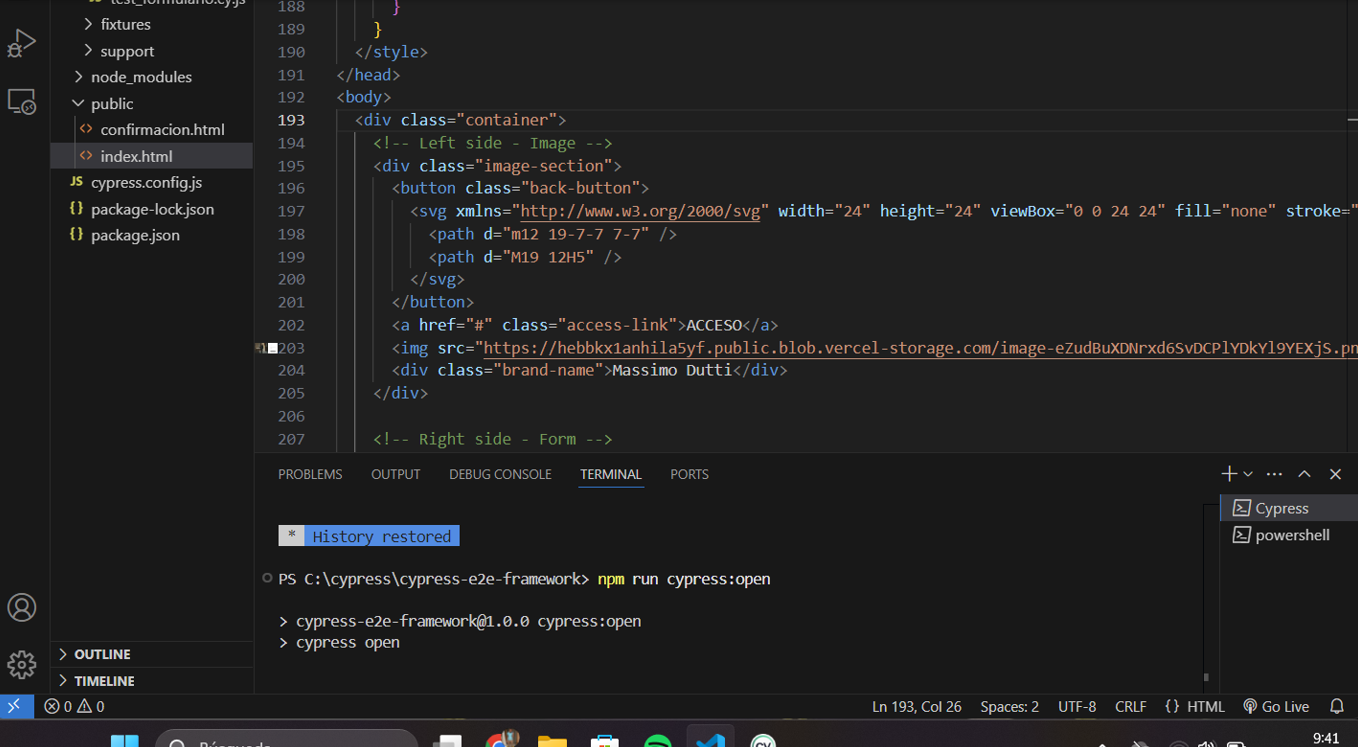 test_formulario.cy.js
fixtures
support
node_modules
public
confirmacion.html
index.html
JS cypress.config.js
{} package-lock.json
{} package.json
OUTLINE
TIMELINE
188 }
189 }
190 </style>
191 </head>
192 <body>
193 <div class="container">
194 <!-- Left side - Image -->
195 <div class="image-section">
196 <button class="back-button">
197 <svg xmlns="http://www.w3.org/2000/svg" width="24" height="24" viewBox="0 0 24 24" fill="none" stroke="
198 <path d="m12 19-7-7 7-7" />
199 <path d="M19 12H5" />
200 </svg>
201 </button>
202 <a href="#" class="access-link">ACCESO</a>
203 <img src="https://hebbkx1anhila5yf.public.blob.vercel-storage.com/image-eZudBuXDNrxd6SvDCPlYDkYl9YEXjS.pn
204 <div class="brand-name">Massimo Dutti</div>
205 </div>
206
207 <!-- Right side - Form -->
PROBLEMS OUTPUT DEBUG CONSOLE TERMINAL PORTS
* History restored
PS C:\cypress\cypress-e2e-framework> npm run cypress:open
> cypress-e2e-framework@1.0.0 cypress:open
> cypress open
Cypress
powershell
0 0 Ln 193, Col 26 Spaces: 2 UTF-8 CRLF {} HTML Go Live
Búsqueda
9:41